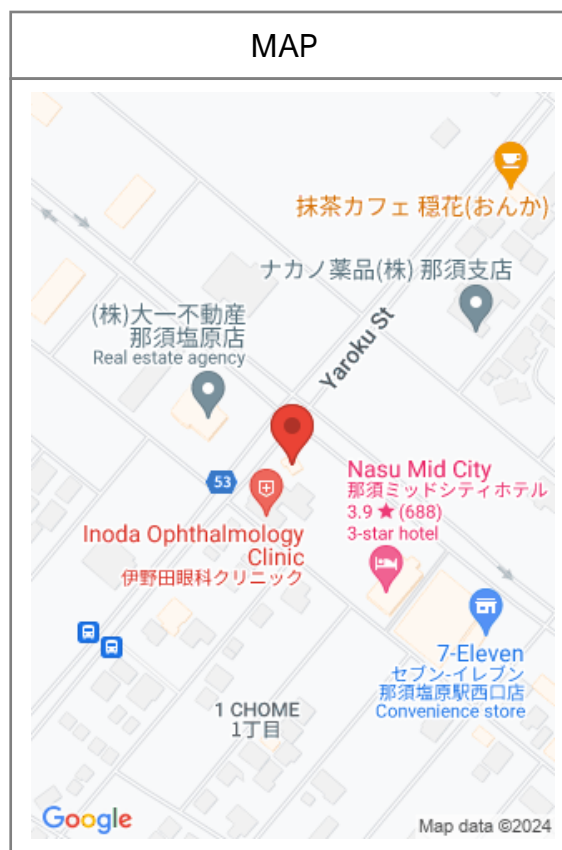 MAP
抹茶カフェ 穏花(おんか)
ナカノ薬品(株) 那須支店
(株)大一不動産
那須塩原店
Real estate agency
Yaroku St
53
Nasu Mid City
那須ミッドシティホテル
3.9 ★ (688)
3-star hotel
Inoda Ophthalmology
Clinic
伊野田眼科クリニック
7-Eleven
セブン-イレブン
那須塩原駅西口店
Convenience store
1 CHOME
1丁目
Google
Map data ©2024